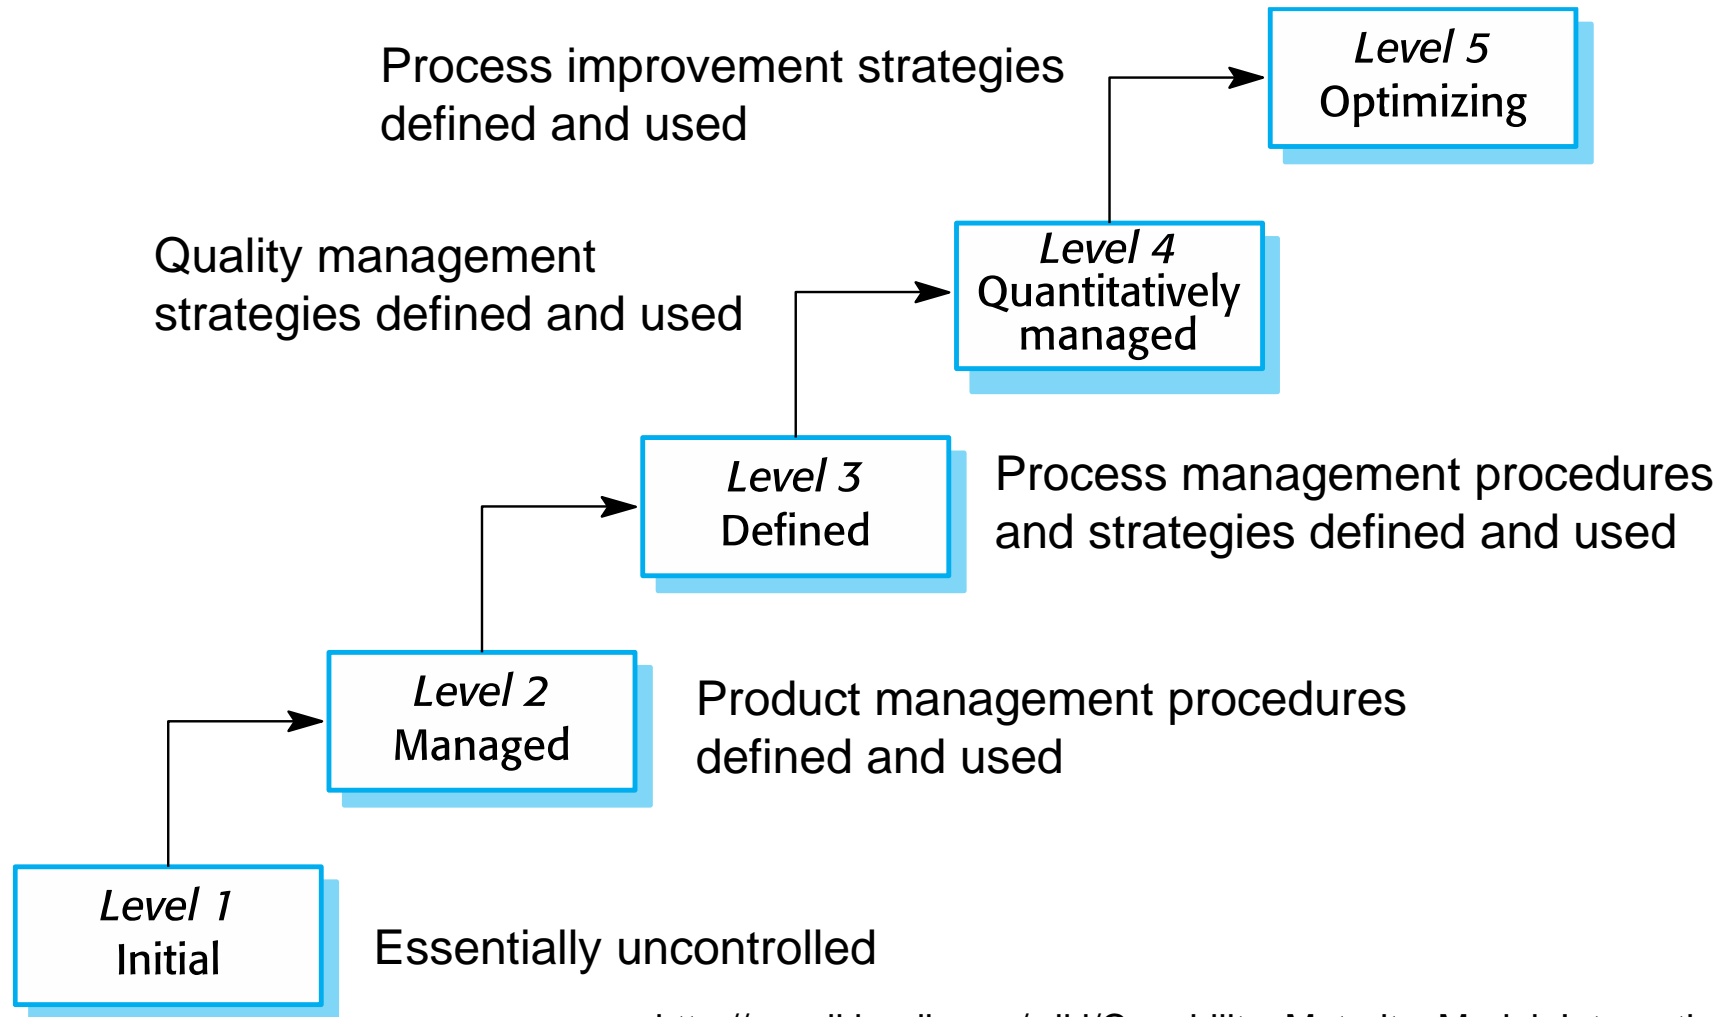 Process improvement strategies
defined and used
Level 5
Optimizing
Quality management
strategies defined and used
Level 4
Quantitatively
managed
Level 3
Defined
Process management procedures
and strategies defined and used
Level 2
Managed
Product management procedures
defined and used
Level 1
Initial
Essentially uncontrolled